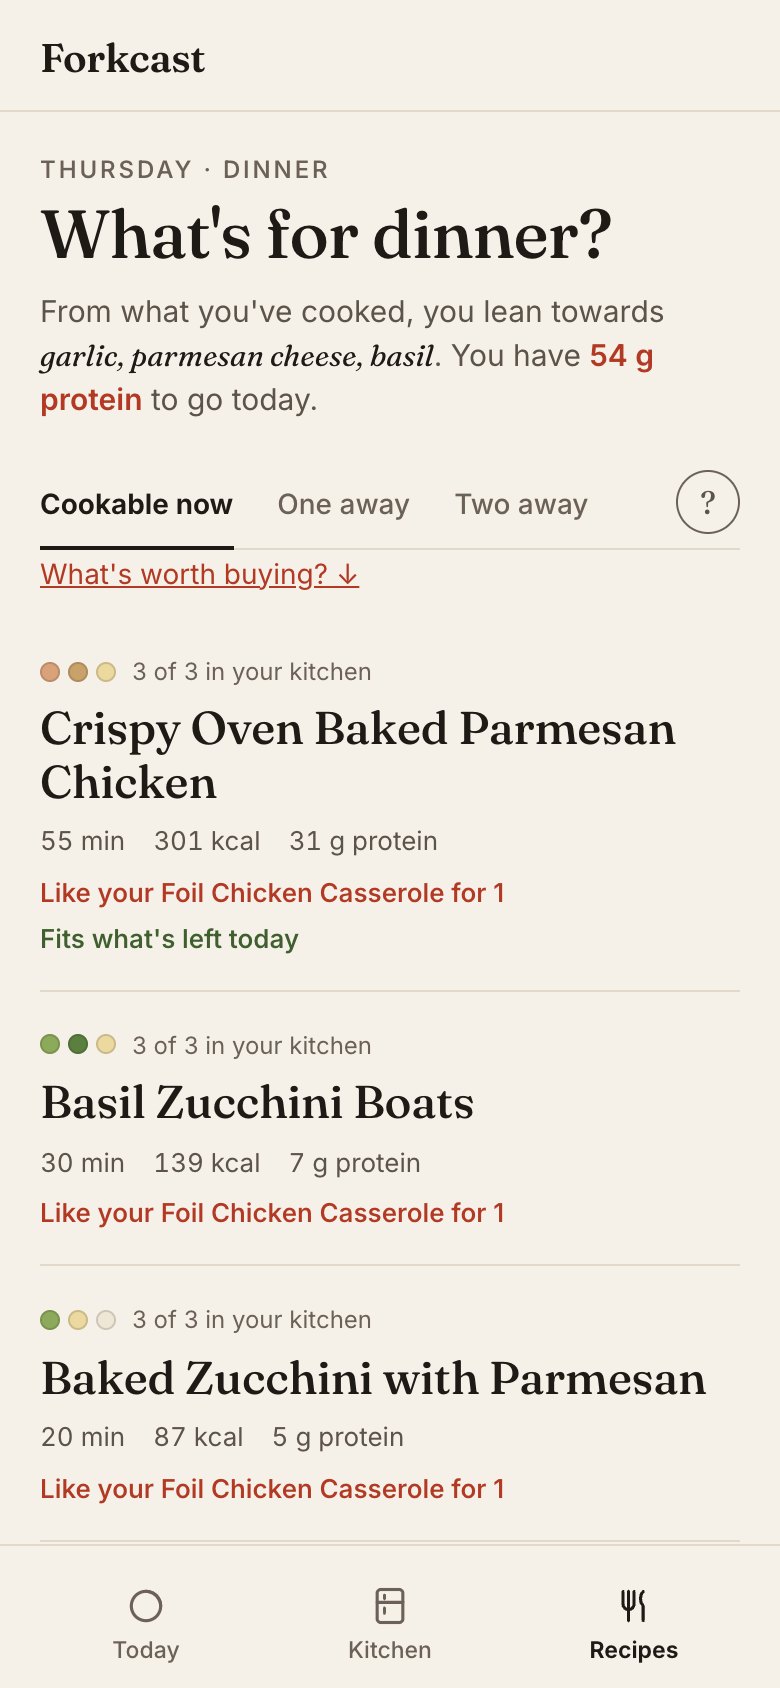 Forkcast
THURSDAY · DINNER
What's for dinner?
From what you've cooked, you lean towards
garlic, parmesan cheese, basil. You have 54 g
protein to go today.
Cookable now One away Two away ?
What's worth buying? ↓
3 of 3 in your kitchen
Crispy Oven Baked Parmesan
Chicken
55 min 301 kcal 31 g protein
Like your Foil Chicken Casserole for 1
Fits what's left today
3 of 3 in your kitchen
Basil Zucchini Boats
30 min 139 kcal 7 g protein
Like your Foil Chicken Casserole for 1
3 of 3 in your kitchen
Baked Zucchini with Parmesan
20 min 87 kcal 5 g protein
Like your Foil Chicken Casserole for 1
Today Kitchen Recipes